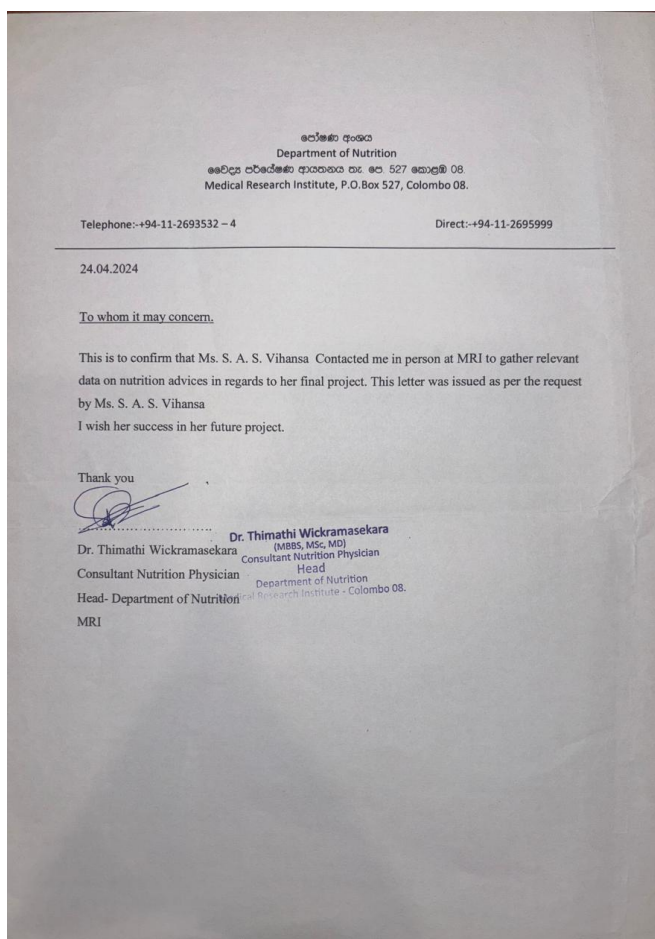 පෝෂණ අංශය
Department of Nutrition
වෛද්‍ය පර්යේෂණ ආයතනය තැ. පෙ. 527 කොළඹ 08.
Medical Research Institute, P.O.Box 527, Colombo 08.
Telephone:-+94-11-2693532 – 4 Direct:-+94-11-2695999
24.04.2024
To whom it may concern.
This is to confirm that Ms. S. A. S. Vihansa Contacted me in person at MRI to gather relevant
data on nutrition advices in regards to her final project. This letter was issued as per the request
by Ms. S. A. S. Vihansa
I wish her success in her future project.
Thank you
Dr. Thimathi Wickramasekara
Consultant Nutrition Physician
Head- Department of Nutrition
MRI
Dr. Thimathi Wickramasekara
(MBBS, MSc, MD)
Consultant Nutrition Physician
Head
Department of Nutrition
Medical Research Institute - Colombo 08.